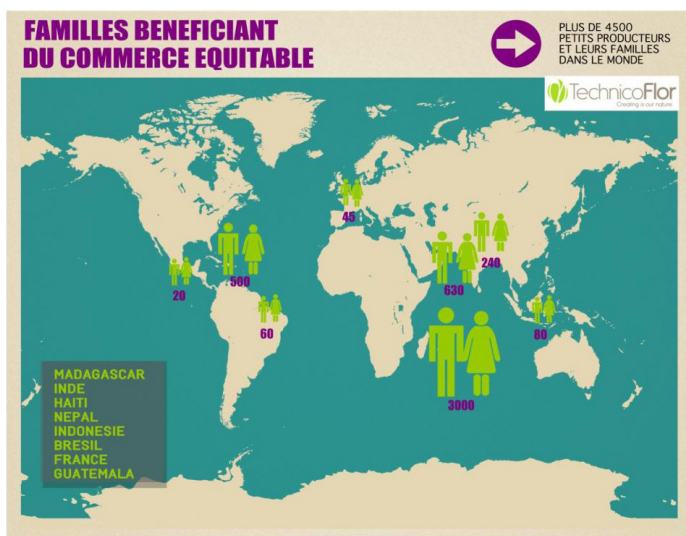 FAMILLES BENEFICIANT
DU COMMERCE EQUITABLE
PLUS DE 4500
PETITS PRODUCTEURS
ET LEURS FAMILLES
DANS LE MONDE
TechnicoFlor
Creating is our nature
45
240
500
630
20
60
80
3000
MADAGASCAR
INDE
HAITI
NEPAL
INDONESIE
BRESIL
FRANCE
GUATEMALA